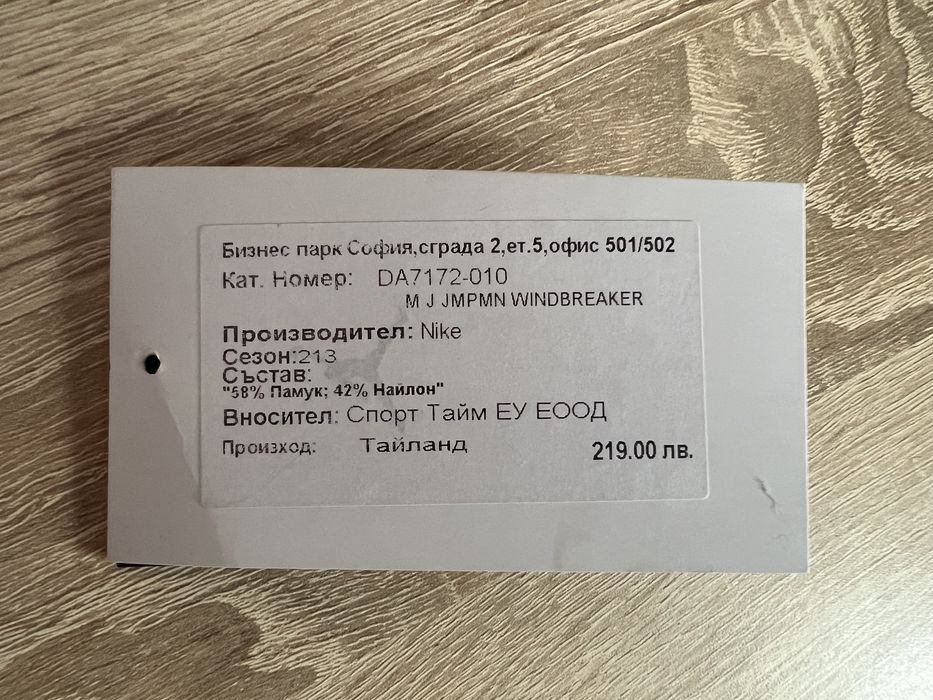 Бизнес парк София,сграда 2,ет.5,офис 501/502
Кат. Номер: DA7172-010
M J JMPMN WINDBREAKER
Производител: Nike
Сезон:213
Състав:
"58% Памук; 42% Найлон"
Вносител: Спорт Тайм ЕУ ЕООД
Произход: Тайланд 219.00 лв.